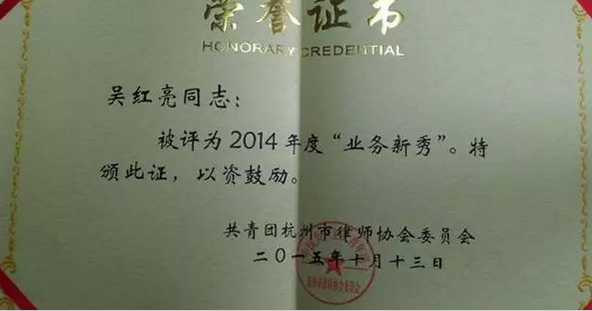 荣誉证书
HONORARY CREDENTIAL
吴红亮同志：
被评为2014年度“业务新秀”。特
颁此证，以资鼓励。
共青团杭州市律师协会委员会
二〇一五年十月十三日